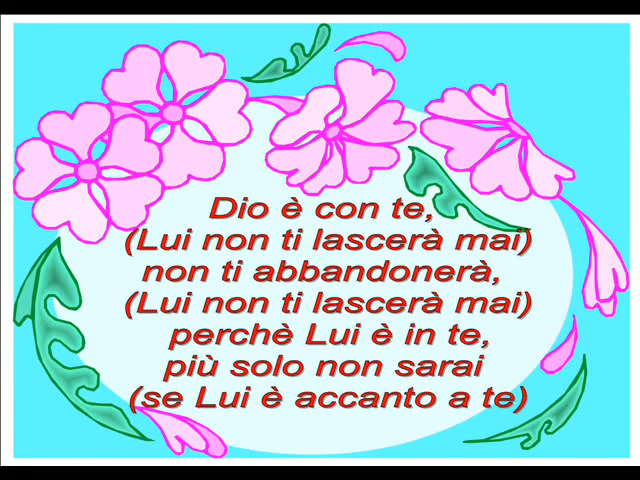 Dio è con te,
(Lui non ti lascerà mai)
non ti abbandonerà,
(Lui non ti lascerà mai)
perchè Lui è in te,
più solo non sarai
(se Lui è accanto a te)